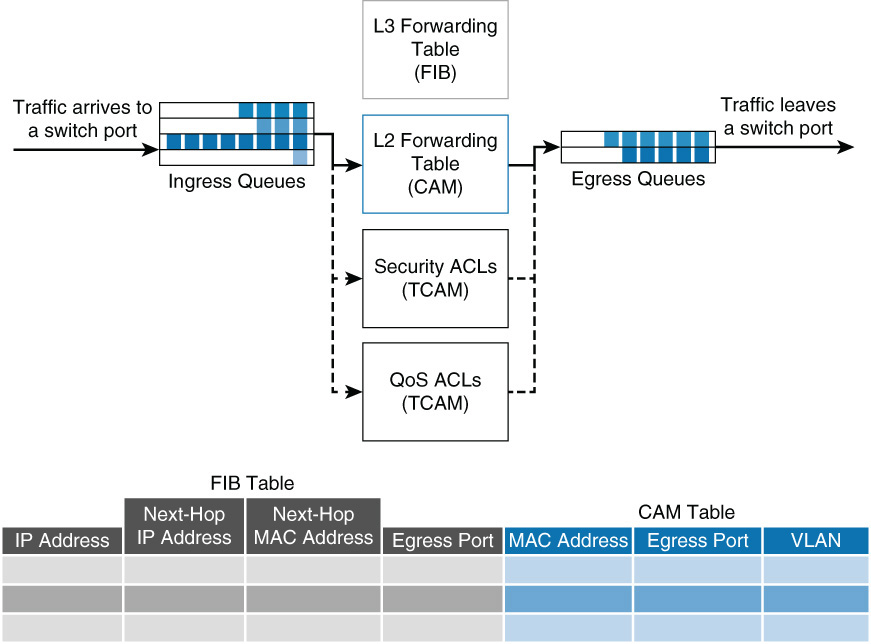 L3 Forwarding
Table
(FIB)
Traffic arrives to
a switch port
Ingress Queues
L2 Forwarding
Table
(CAM)
Traffic leaves
a switch port
Egress Queues
Security ACLs
(TCAM)
QoS ACLs
(TCAM)
FIB Table
IP Address
Next-Hop
IP Address
Next-Hop
MAC Address
Egress Port
CAM Table
MAC Address
Egress Port
VLAN